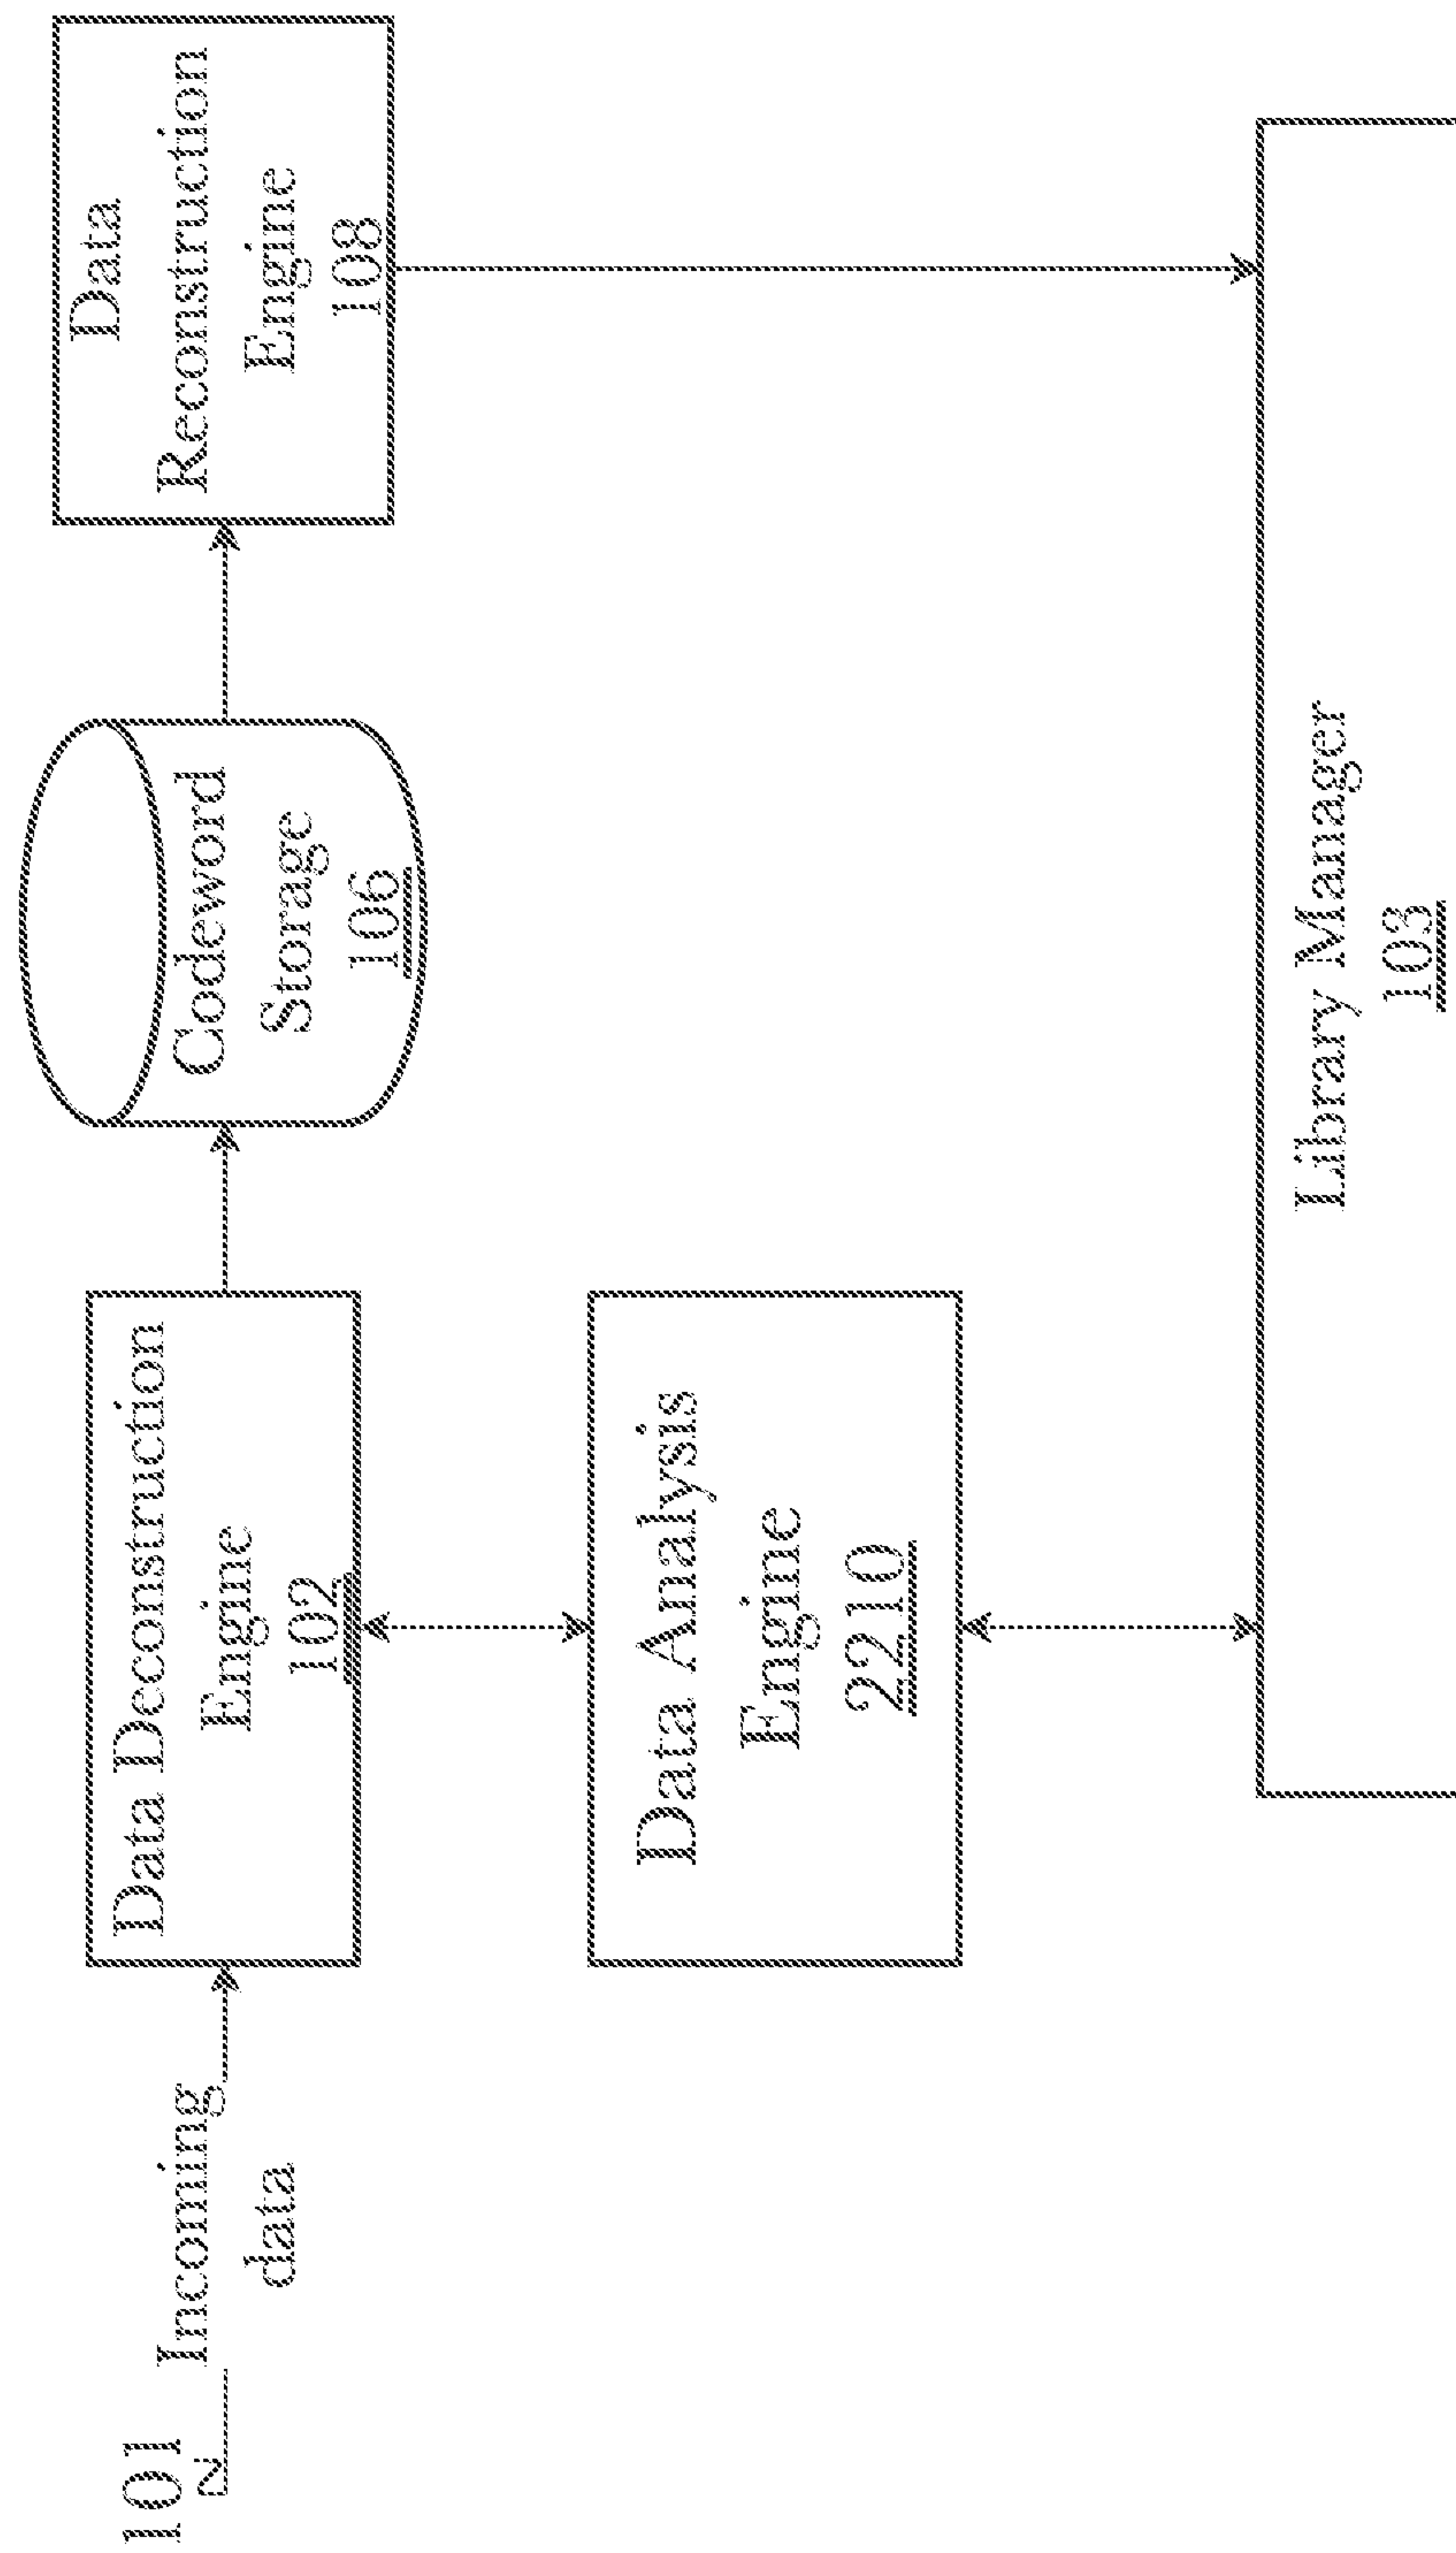 101
Incoming
data
Data Deconstruction
Engine
102
Codeword
Storage
106
Data
Reconstruction
Engine
108
Data Analysis
Engine
2210
Library Manager
103